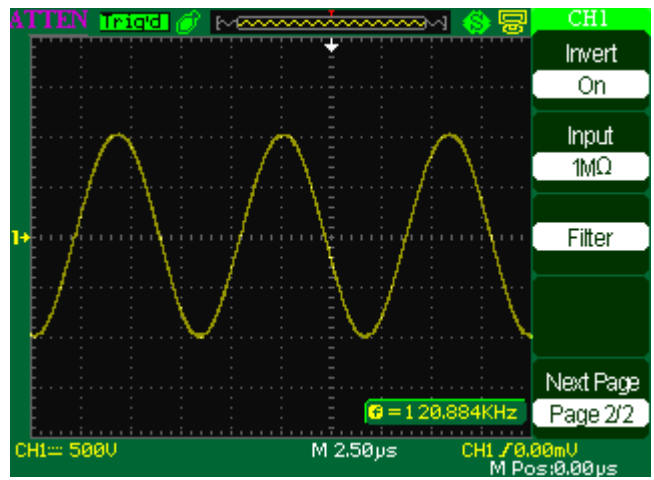 ATTEN Trig'd CH1
Invert
On
Input
1MΩ
Filter
Next Page
Page 2/2
1
f = 120.884KHz
CH1 500V M 2.50µs CH1 0.00mV
M Pos:0.00µs